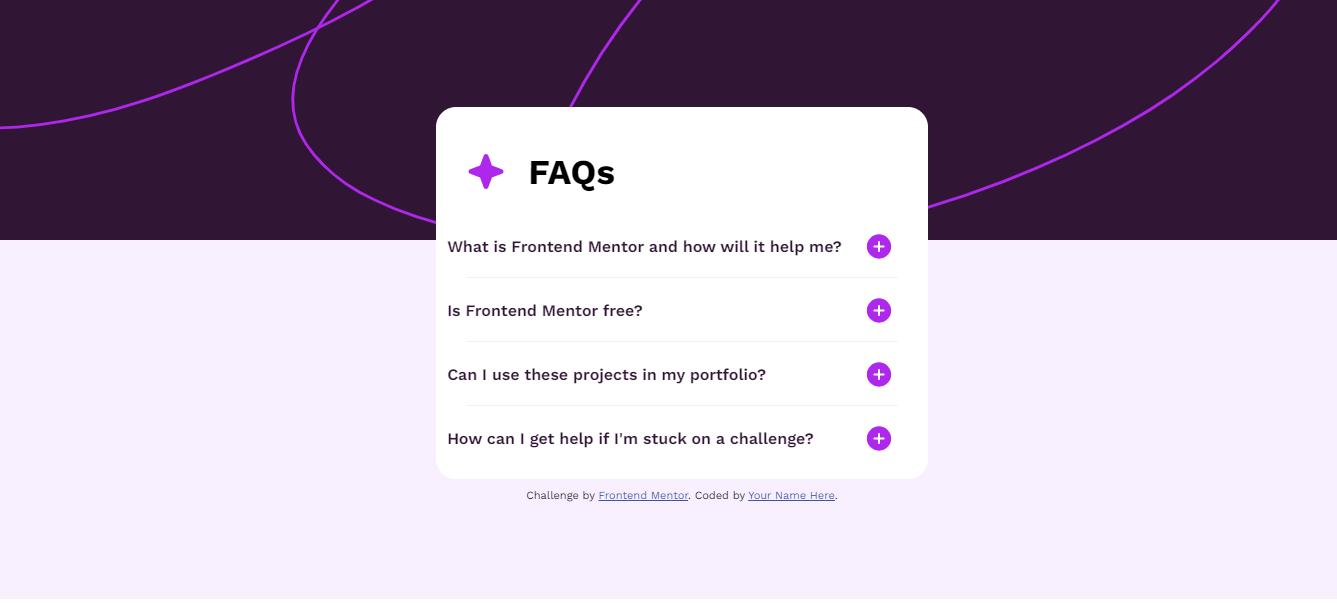 FAQs
What is Frontend Mentor and how will it help me?
Is Frontend Mentor free?
Can I use these projects in my portfolio?
How can I get help if I'm stuck on a challenge?
Challenge by Frontend Mentor. Coded by Your Name Here.